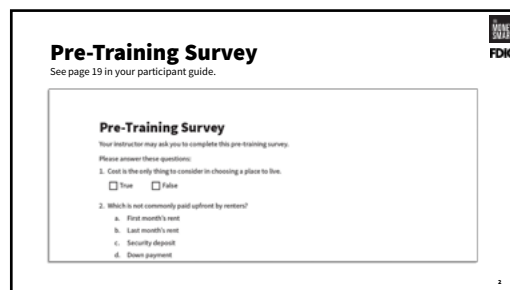 Pre-Training Survey
See page 19 in your participant guide.
MONEY
SMART
FDIC
Pre-Training Survey
Your instructor may ask you to complete this pre-training survey.
Please answer these questions:
1. Cost is the only thing to consider in choosing a place to live.
True False
2. Which is not commonly paid upfront by renters?
a. First month's rent
b. Last month's rent
c. Security deposit
d. Down payment
2